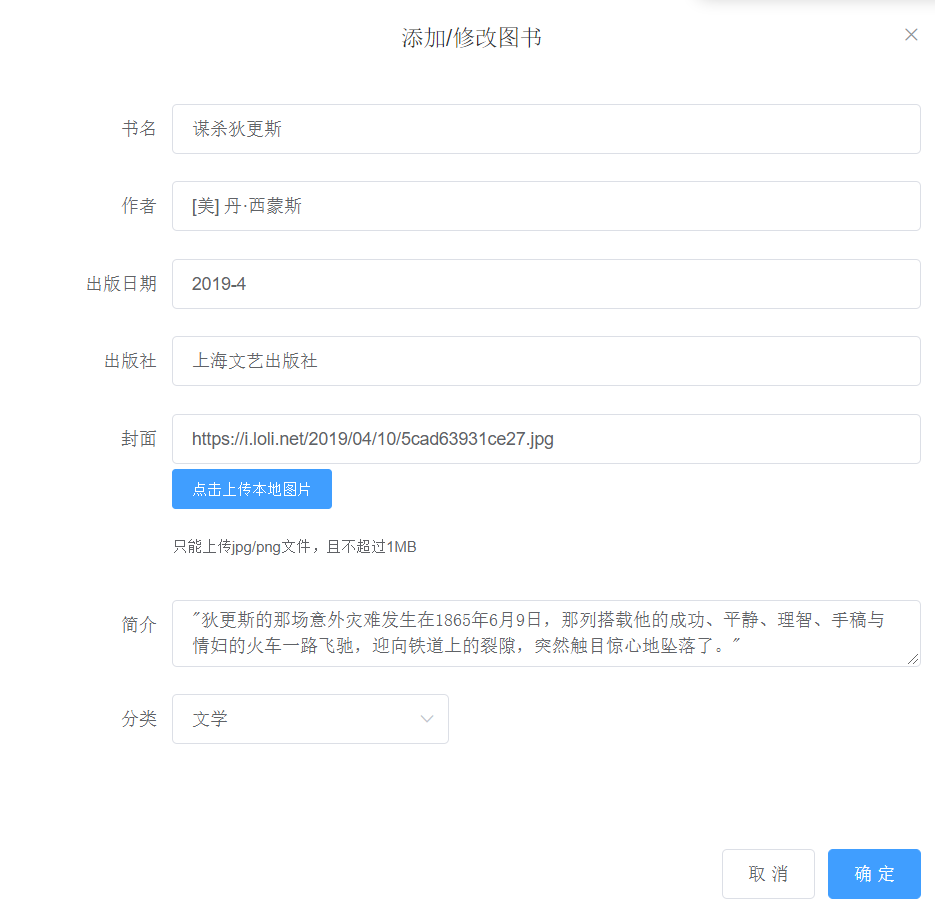 添加/修改图书
书名
谋杀狄更斯
作者
[美] 丹·西蒙斯
出版日期
2019-4
出版社
上海文艺出版社
封面
https://i.loli.net/2019/04/10/5cad63931ce27.jpg
点击上传本地图片
只能上传jpg/png文件，且不超过1MB
简介
"狄更斯的那场意外灾难发生在1865年6月9日，那列搭载他的成功、平静、理智、手稿与
情妇的火车一路飞驰，迎向铁道上的裂隙，突然触目惊心地坠落了。"
分类
文学
取 消
确 定